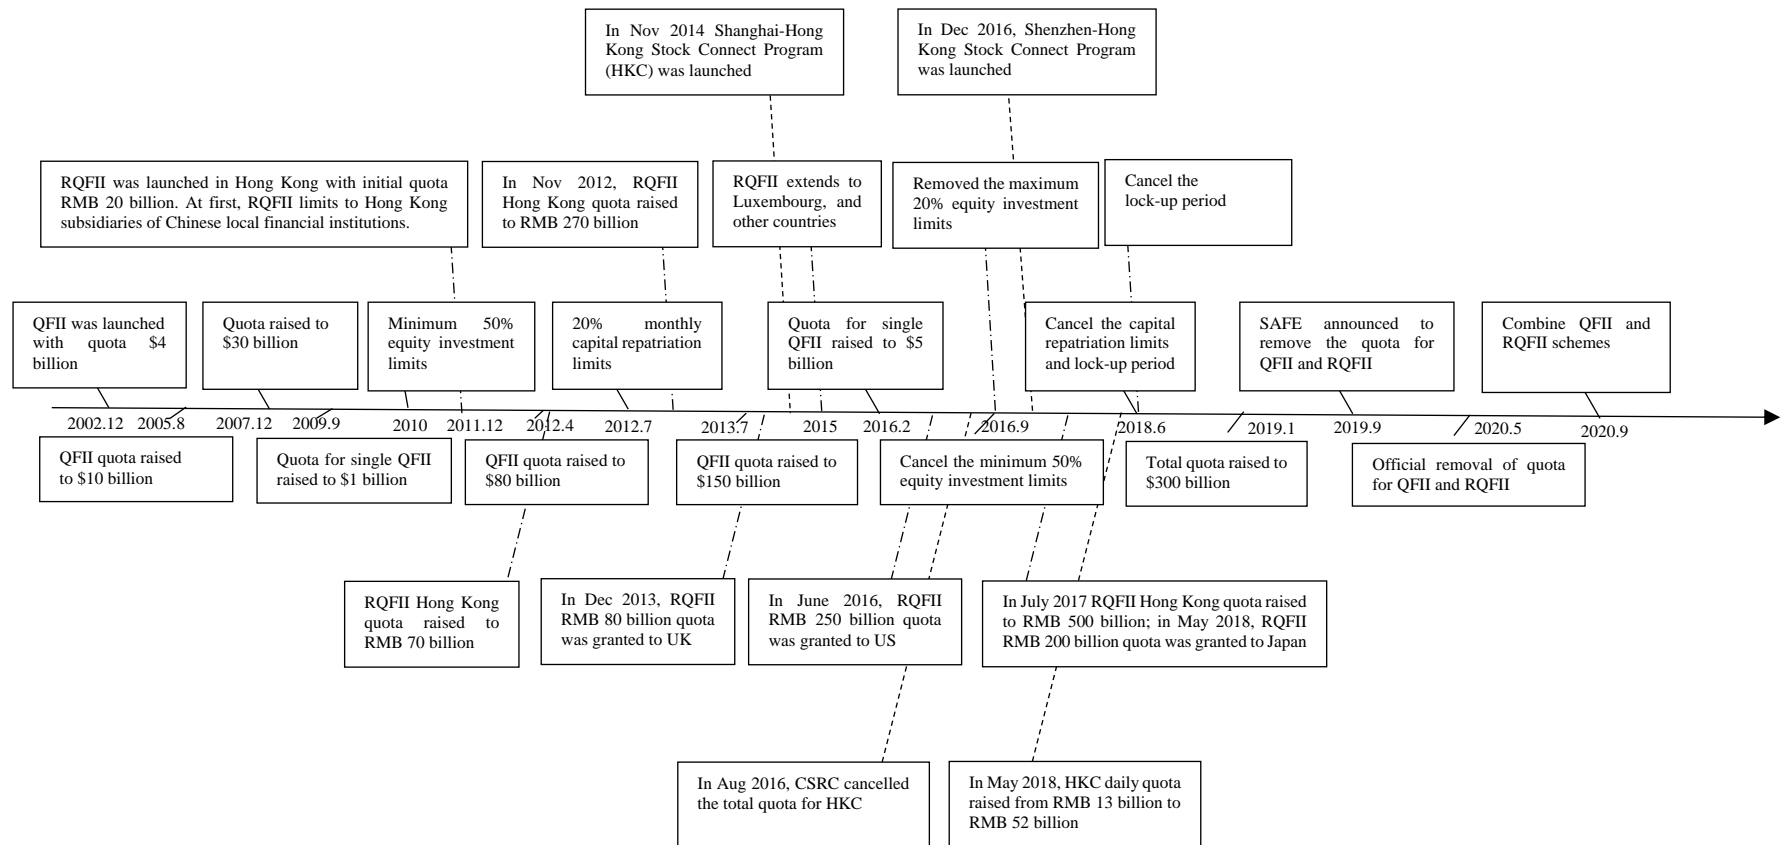 In Nov 2014 Shanghai-Hong
Kong Stock Connect Program
(HKC) was launched
In Dec 2016, Shenzhen-Hong
Kong Stock Connect Program
was launched
RQFII was launched in Hong Kong with initial quota
RMB 20 billion. At first, RQFII limits to Hong Kong
subsidiaries of Chinese local financial institutions.
In Nov 2012, RQFII
Hong Kong quota raised
to RMB 270 billion
RQFII extends to
Luxembourg, and
other countries
Removed the maximum
20% equity investment
limits
Cancel the
lock-up period
QFII was launched
with quota $4
billion
Quota raised to
$30 billion
Minimum 50%
equity investment
limits
20% monthly
capital repatriation
limits
Quota for single
QFII raised to $5
billion
Cancel the capital
repatriation limits
and lock-up period
SAFE announced to
remove the quota for
QFII and RQFII
Combine QFII and
RQFII schemes
2002.12 2005.8 2007.12 2009.9 2010 2011.12 2012.4 2012.7 2013.7 2015 2016.2 2016.9 2018.6 2019.1 2019.9 2020.5 2020.9
QFII quota raised
to $10 billion
Quota for single QFII
raised to $1 billion
QFII quota raised to
$80 billion
QFII quota raised to
$150 billion
Cancel the minimum 50%
equity investment limits
Total quota raised to
$300 billion
Official removal of quota
for QFII and RQFII
RQFII Hong Kong
quota raised to
RMB 70 billion
In Dec 2013, RQFII
RMB 80 billion quota
was granted to UK
In June 2016, RQFII
RMB 250 billion quota
was granted to US
In July 2017 RQFII Hong Kong quota raised
to RMB 500 billion; in May 2018, RQFII
RMB 200 billion quota was granted to Japan
In Aug 2016, CSRC cancelled
the total quota for HKC
In May 2018, HKC daily quota
raised from RMB 13 billion to
RMB 52 billion